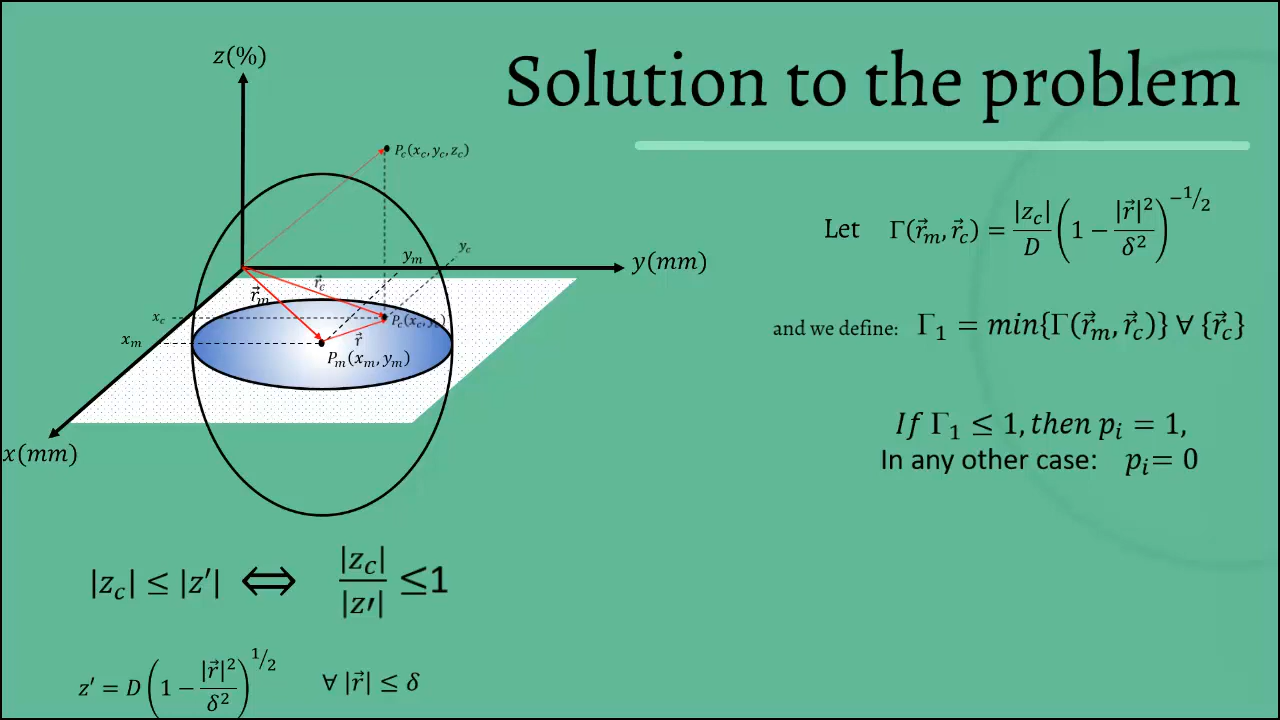 Solution to the problem
z(%)
P_c(x_c, y_c, z_c)
y_c
y_m
y(mm)
r⃗_c
r⃗_m
x_c
P_c(x_c, y_c)
x_m
r⃗
P_m(x_m, y_m)
x(mm)
|z_c| ≤ |z′| ⟺ |z_c|/|z′| ≤1
z′ = D(1 − |r⃗|²/δ²)^{1/2} ∀ |r⃗| ≤ δ
Let Γ(r⃗_m, r⃗_c) = |z_c|/D (1 − |r⃗|²/δ²)^{−1/2}
and we define: Γ₁ = min{Γ(r⃗_m, r⃗_c)} ∀ {r⃗_c}
If Γ₁ ≤ 1, then p_i = 1,
In any other case: p_i= 0